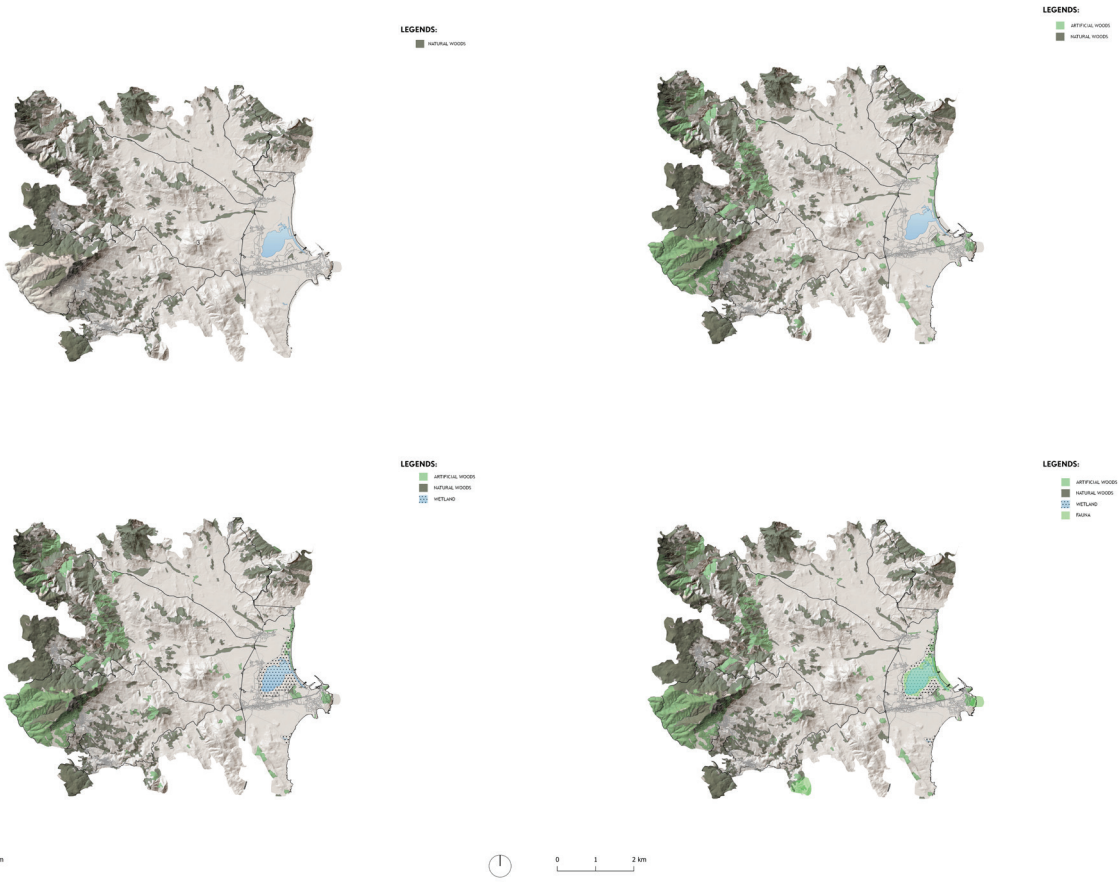 LEGENDS:
NATURAL WOODS
LEGENDS:
ARTIFICIAL WOODS
NATURAL WOODS
LEGENDS:
ARTIFICIAL WOODS
NATURAL WOODS
WETLAND
LEGENDS:
ARTIFICIAL WOODS
NATURAL WOODS
WETLAND
FAUNA
m
0 1 2 km